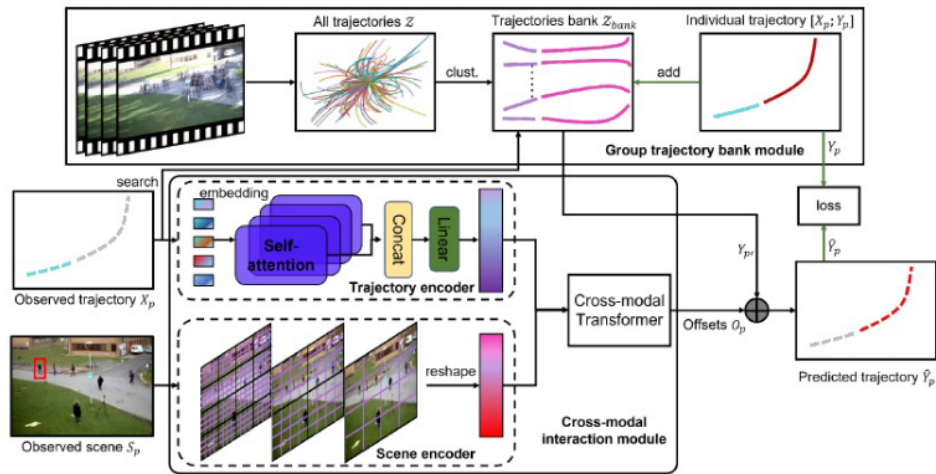 All trajectories Z
Trajectories bank Z_bank
Individual trajectory [X_p; Y_p]
clust.
add
Group trajectory bank module
Y_p
search
embedding
Self-
attention
Concat
Linear
Trajectory encoder
loss
Observed trajectory X_p
Y_p′
Ŷ_p
Cross-modal
Transformer
Offsets O_p
reshape
Predicted trajectory Ŷ_p
Cross-modal
interaction module
Observed scene S_p
Scene encoder